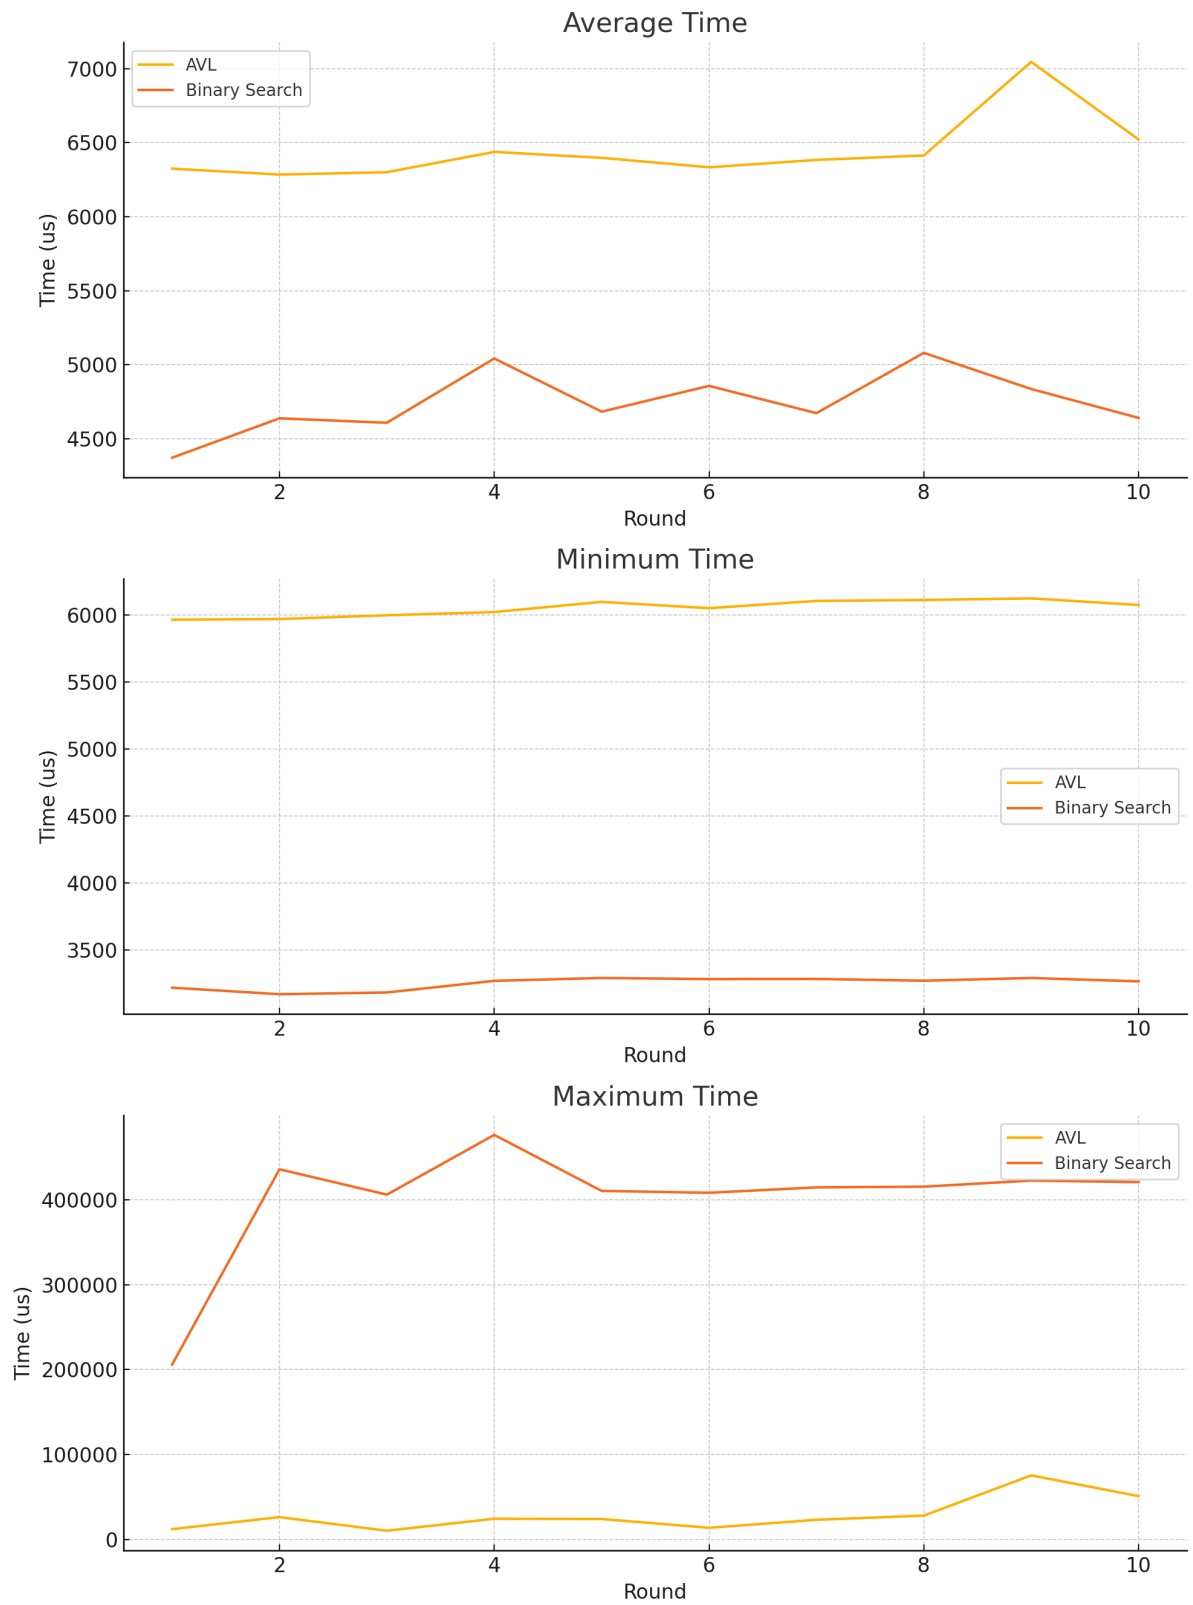 Average Time
AVL
Binary Search
7000
6500
6000
5500
5000
4500
Time (us)
2 4 6 8 10
Round
Minimum Time
6000
5500
5000
4500
4000
3500
Time (us)
AVL
Binary Search
2 4 6 8 10
Round
Maximum Time
AVL
Binary Search
400000
300000
200000
100000
0
Time (us)
2 4 6 8 10
Round